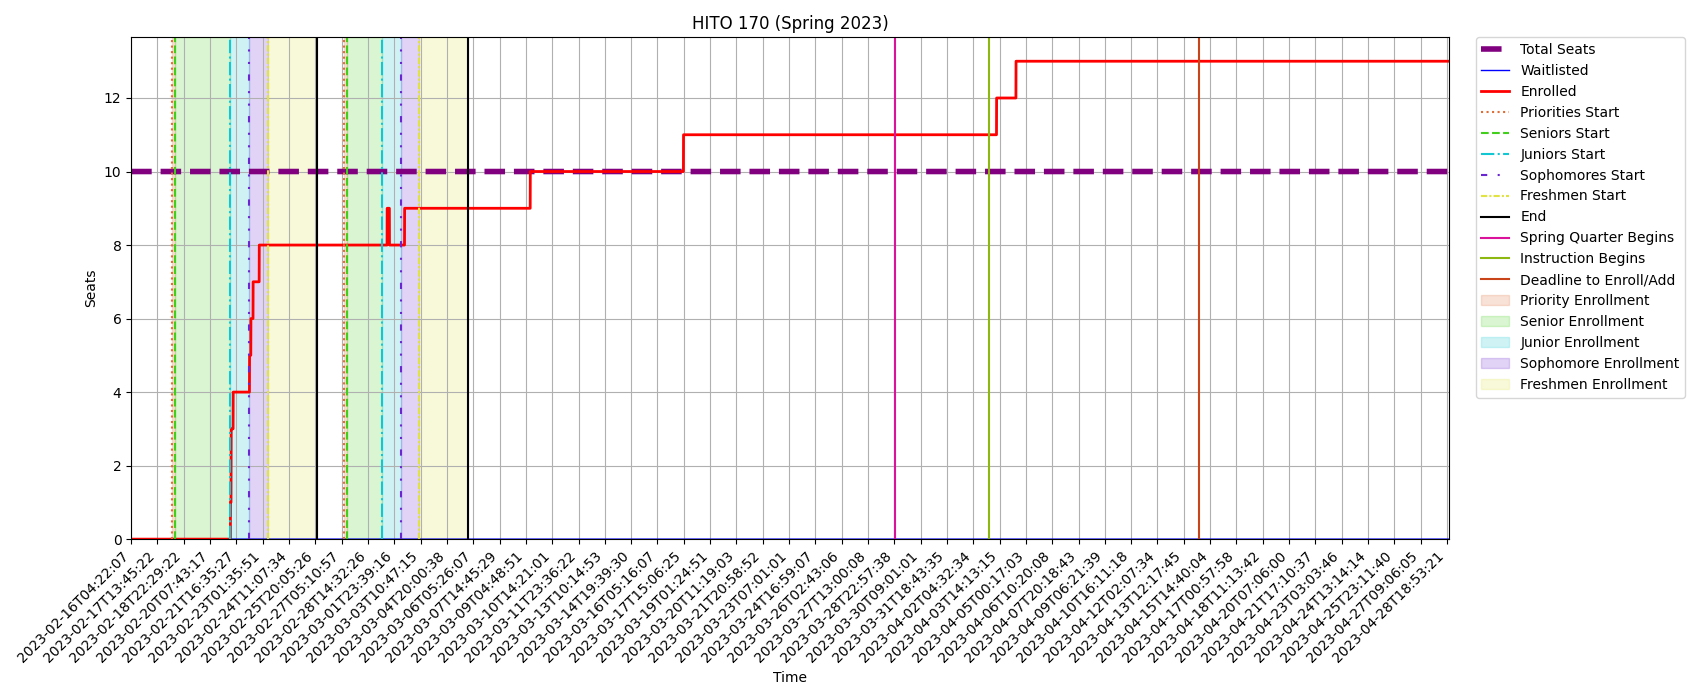 HITO 170 (Spring 2023)
Seats
12
10
8
6
4
2
0
2023-02-16T04:22:07
2023-02-17T13:45:22
2023-02-18T22:29:22
2023-02-20T07:43:17
2023-02-21T16:35:27
2023-02-23T01:35:51
2023-02-24T11:07:34
2023-02-25T20:05:26
2023-02-27T05:10:57
2023-02-28T14:32:26
2023-03-01T23:39:16
2023-03-03T10:47:15
2023-03-04T20:00:38
2023-03-06T05:26:07
2023-03-07T14:45:29
2023-03-09T04:48:51
2023-03-10T14:21:01
2023-03-11T23:36:22
2023-03-13T10:14:53
2023-03-14T19:39:30
2023-03-16T05:16:07
2023-03-17T15:06:25
2023-03-19T01:24:51
2023-03-20T11:19:03
2023-03-21T20:58:52
2023-03-23T07:01:01
2023-03-24T16:59:07
2023-03-26T02:43:06
2023-03-27T13:00:08
2023-03-28T22:57:38
2023-03-30T09:01:01
2023-03-31T18:43:35
2023-04-02T04:32:34
2023-04-03T14:13:15
2023-04-05T00:17:03
2023-04-06T10:20:08
2023-04-07T20:18:43
2023-04-09T06:21:39
2023-04-10T16:11:18
2023-04-12T02:07:34
2023-04-13T12:17:45
2023-04-15T14:40:04
2023-04-17T00:57:58
2023-04-18T11:13:42
2023-04-20T07:06:00
2023-04-21T17:10:37
2023-04-23T03:03:46
2023-04-24T13:14:14
2023-04-25T23:11:40
2023-04-27T09:06:05
2023-04-28T18:53:21
Time
Total Seats
Waitlisted
Enrolled
Priorities Start
Seniors Start
Juniors Start
Sophomores Start
Freshmen Start
End
Spring Quarter Begins
Instruction Begins
Deadline to Enroll/Add
Priority Enrollment
Senior Enrollment
Junior Enrollment
Sophomore Enrollment
Freshmen Enrollment